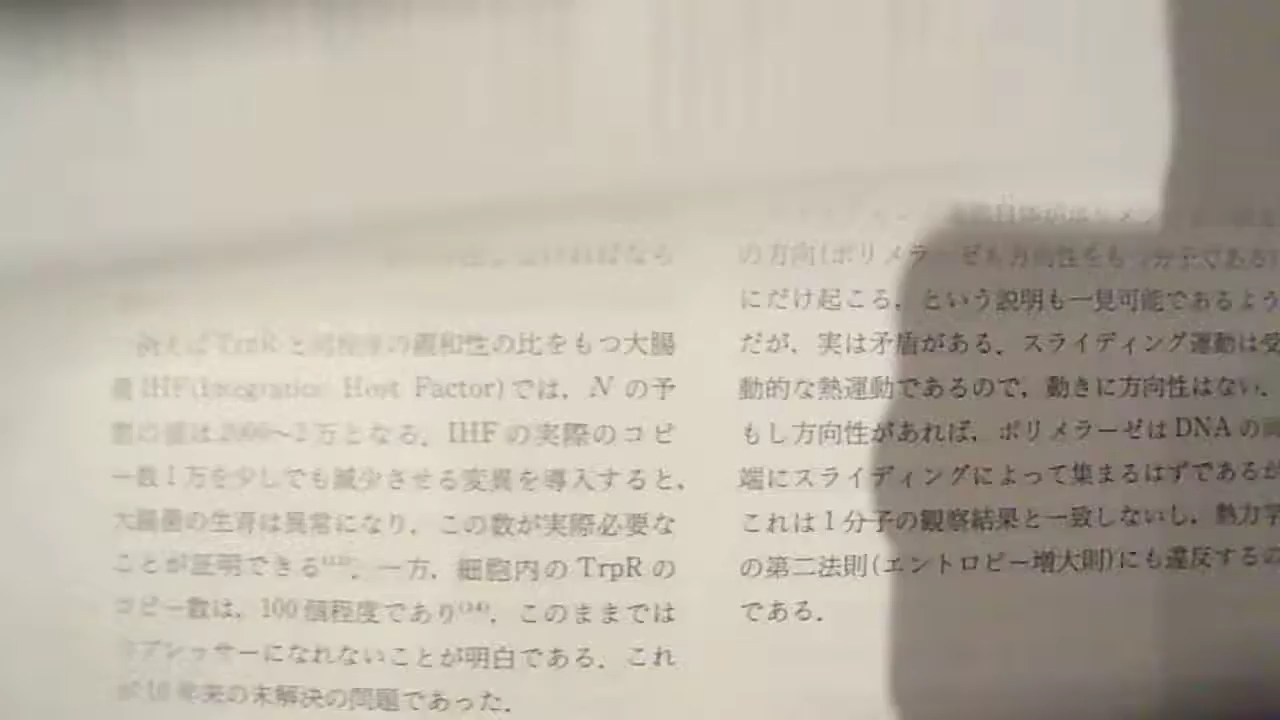 ければなら
例えば TrpR と同程度の緩和性の比をもつ大腸
菌 IHF(Integration Host Factor)では，N の予
想の値は 2000〜2万となる．IHF の実際のコピ
ー数1万を少しでも減少させる変異を導入すると，
大腸菌の生育は異常になり，この数が実際必要な
ことが証明できる 一方，細胞内の TrpR の
コピー数は，100 個程度であり ，このままでは
リプレッサーになれないことが明白である．これ
が 10 年来の未解決の問題であった．
の方向(ポリメラーゼも方向性をもつ分子である)
にだけ起こる，という説明も一見可能であるよう
だが，実は矛盾がある．スライディング運動は受
動的な熱運動であるので，動きに方向性はない．
もし方向性があれば，ポリメラーゼは DNA の
端にスライディングによって集まるはずであるが
これは1分子の観察結果と一致しないし，熱力学
の第二法則(エントロピー増大則)にも違反するの
である．